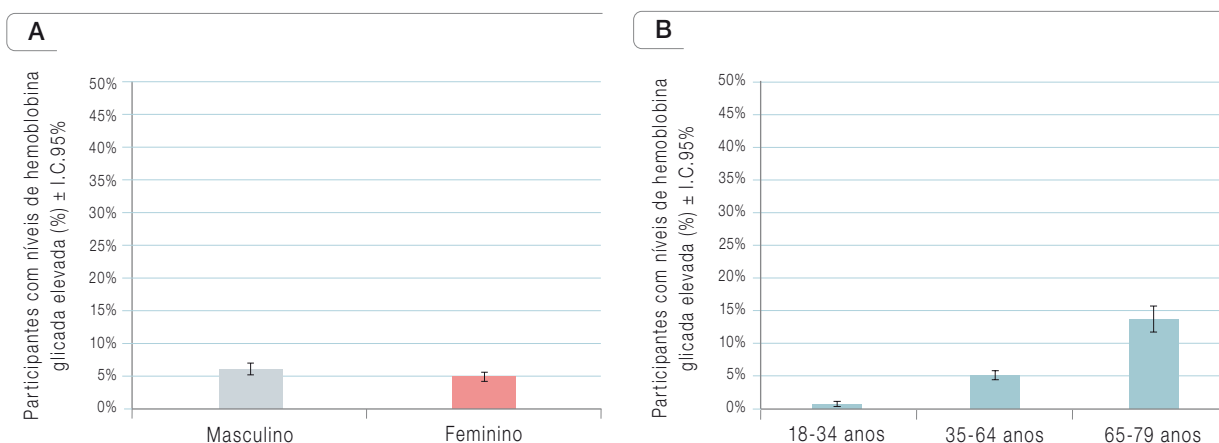 A
Participantes com níveis de hemoblobina
glicada elevada (%) ± I.C.95%
50%
45%
40%
35%
30%
25%
20%
15%
10%
5%
0%
Masculino
Feminino
B
Participantes com níveis de hemoblobina
glicada elevada (%) ± I.C.95%
50%
45%
40%
35%
30%
25%
20%
15%
10%
5%
0%
18-34 anos
35-64 anos
65-79 anos